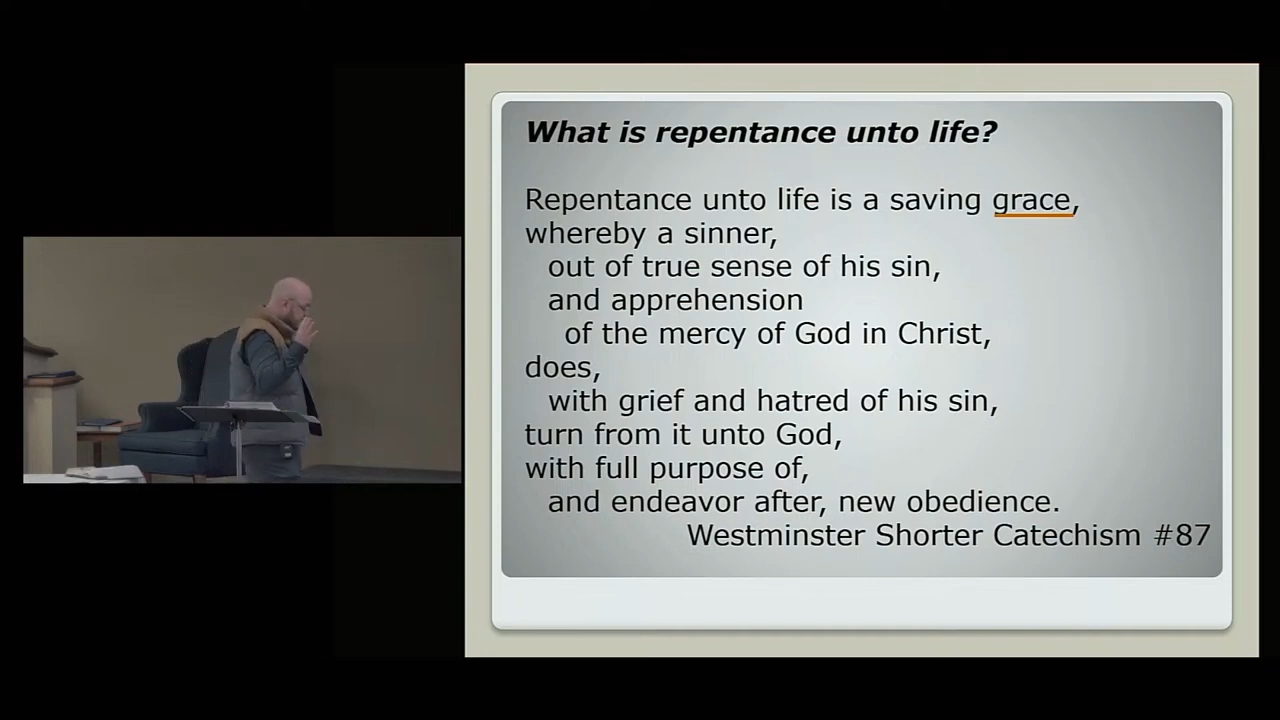 What is repentance unto life?
Repentance unto life is a saving grace,
whereby a sinner,
out of true sense of his sin,
and apprehension
of the mercy of God in Christ,
does,
with grief and hatred of his sin,
turn from it unto God,
with full purpose of,
and endeavor after, new obedience.
Westminster Shorter Catechism #87